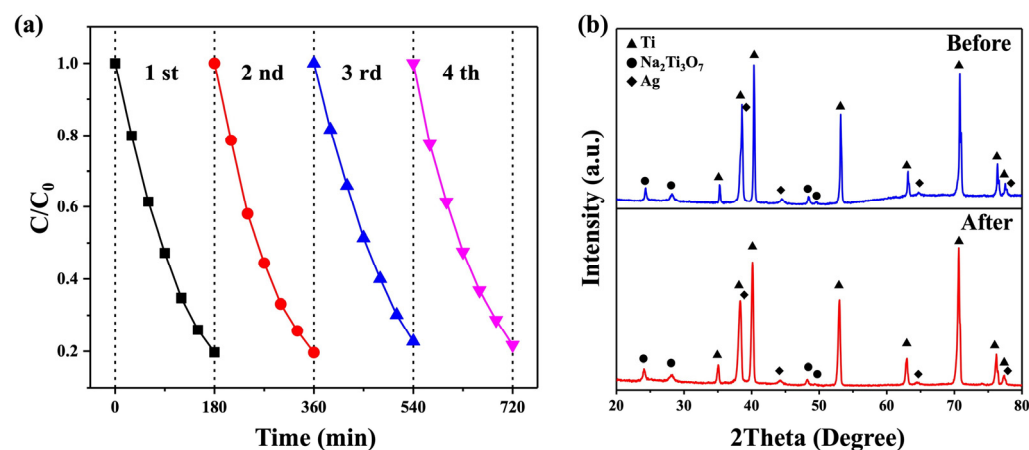 (a)
1.0
0.8
0.6
0.4
0.2
C/C₀
1 st
2 nd
3 rd
4 th
0
180
360
540
720
Time (min)
(b)
▲ Ti
● Na₂Ti₃O₇
◆ Ag
Before
After
Intensity (a.u.)
20
30
40
50
60
70
80
2Theta (Degree)